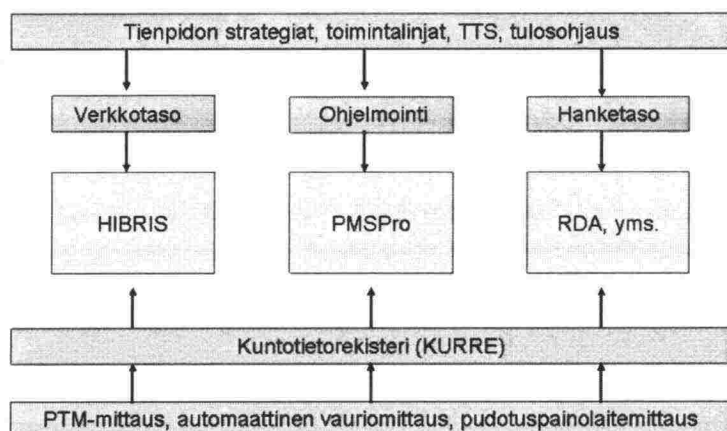 Tienpidon strategiat, toimintalinjat, TTS, tulosohjaus
Verkkotaso
Ohjelmointi
Hanketaso
HIBRIS
PMSPro
RDA, yms.
Kuntotietorekisteri (KURRE)
PTM-mittaus, automaattinen vauriomittaus, pudotuspainolaitemittaus